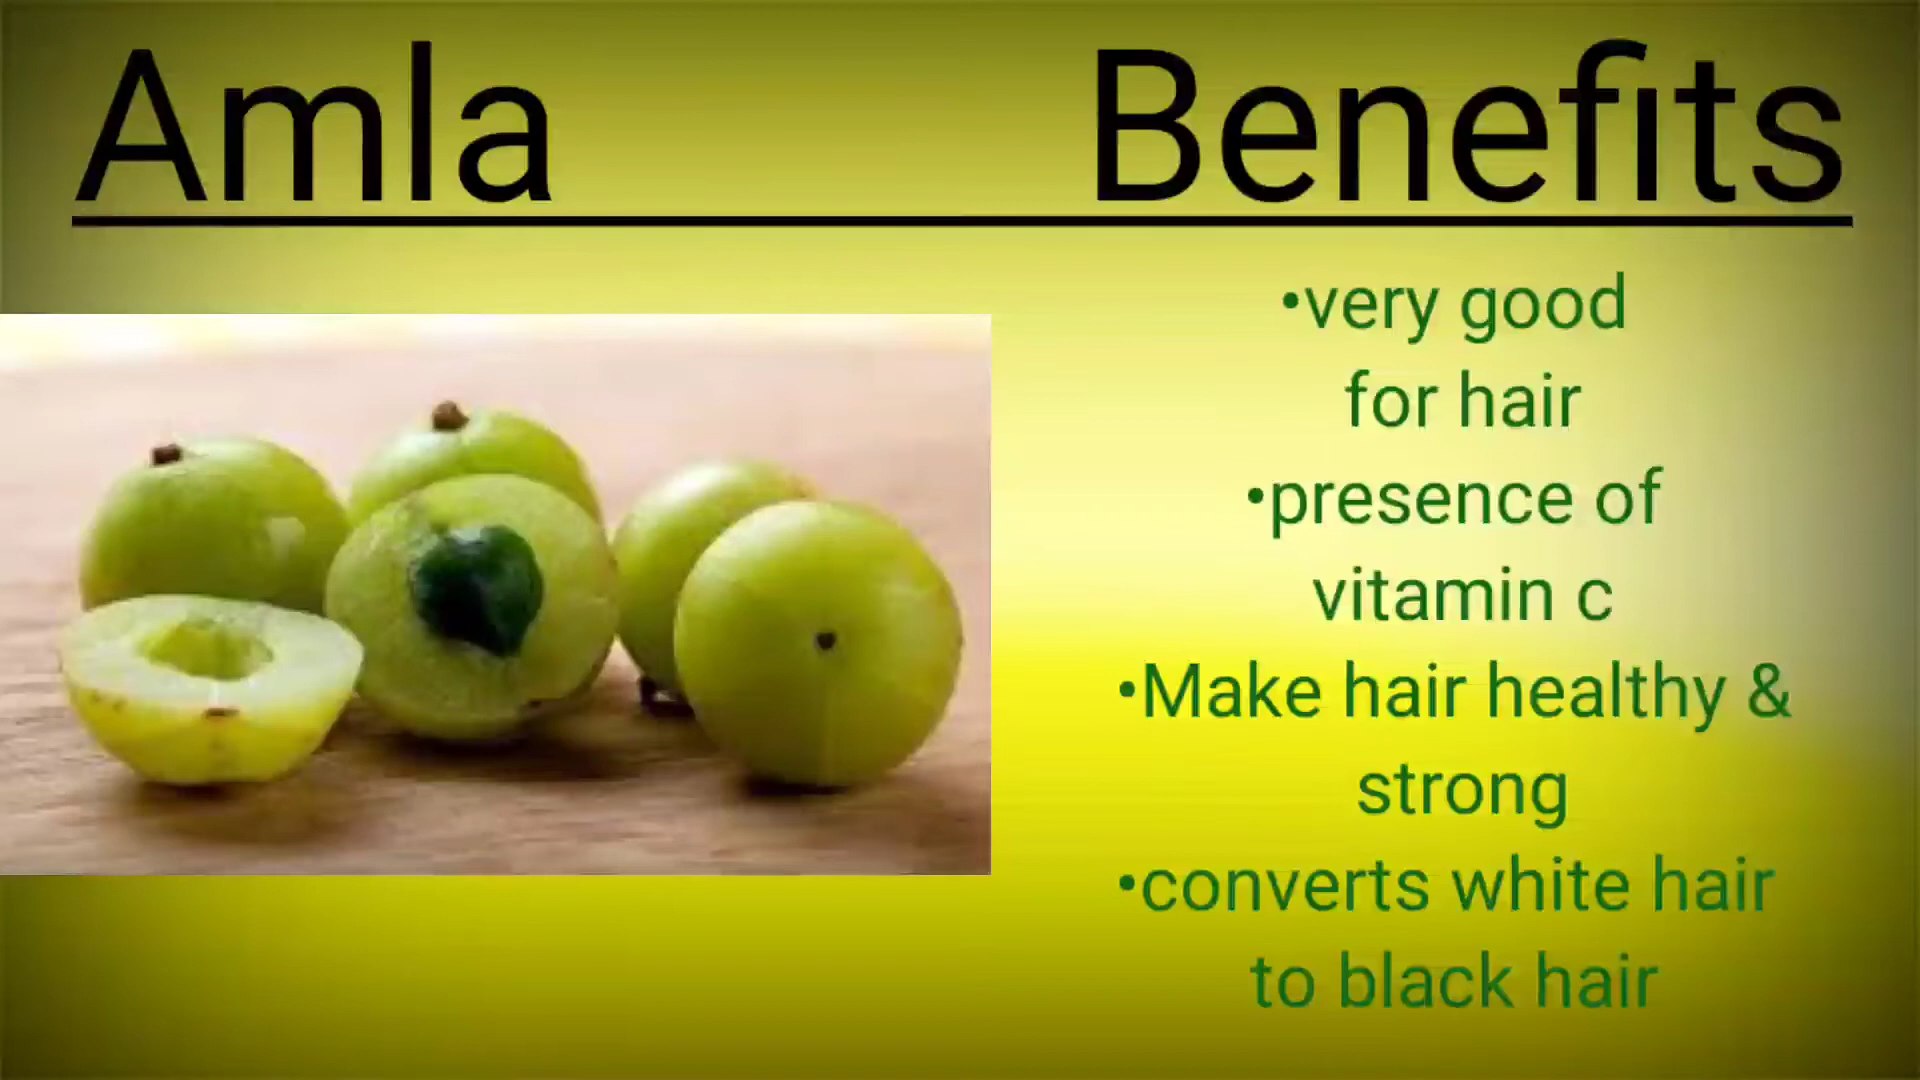 Amla Benefits
•very good
for hair
•presence of
vitamin c
•Make hair healthy &
strong
•converts white hair
to black hair